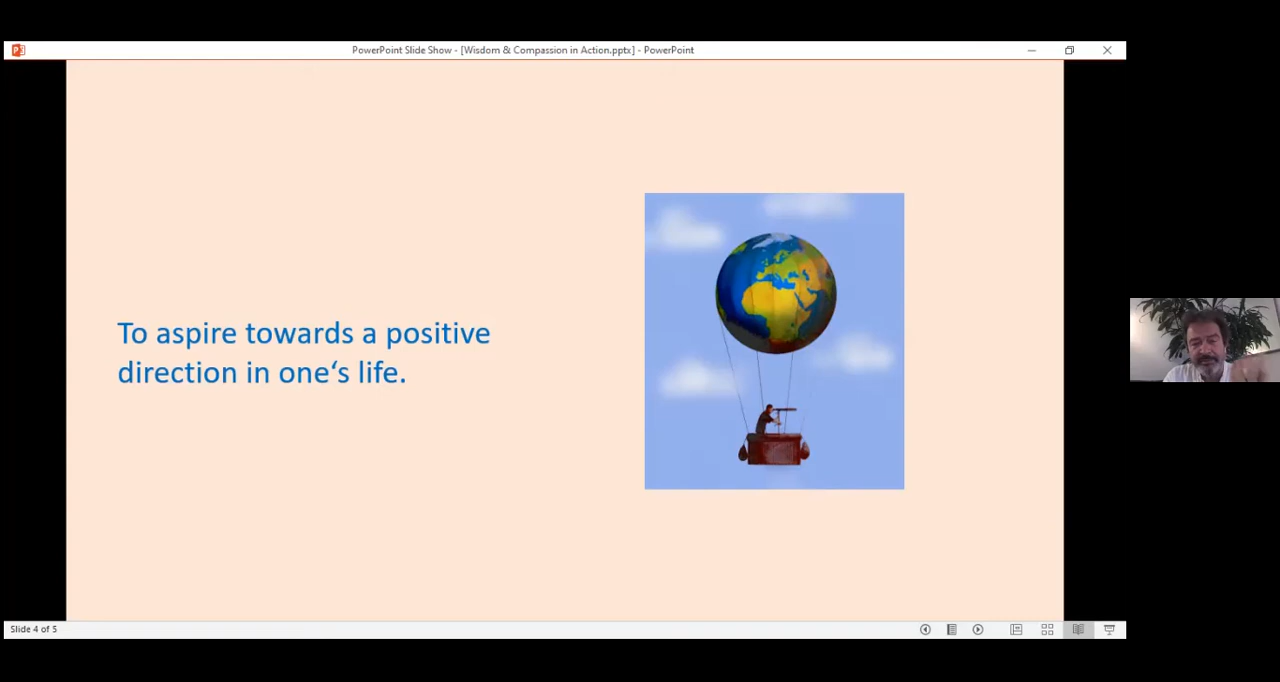 PowerPoint Slide Show - [Wisdom & Compassion in Action.pptx] - PowerPoint
To aspire towards a positive
direction in one‘s life.
Slide 4 of 5